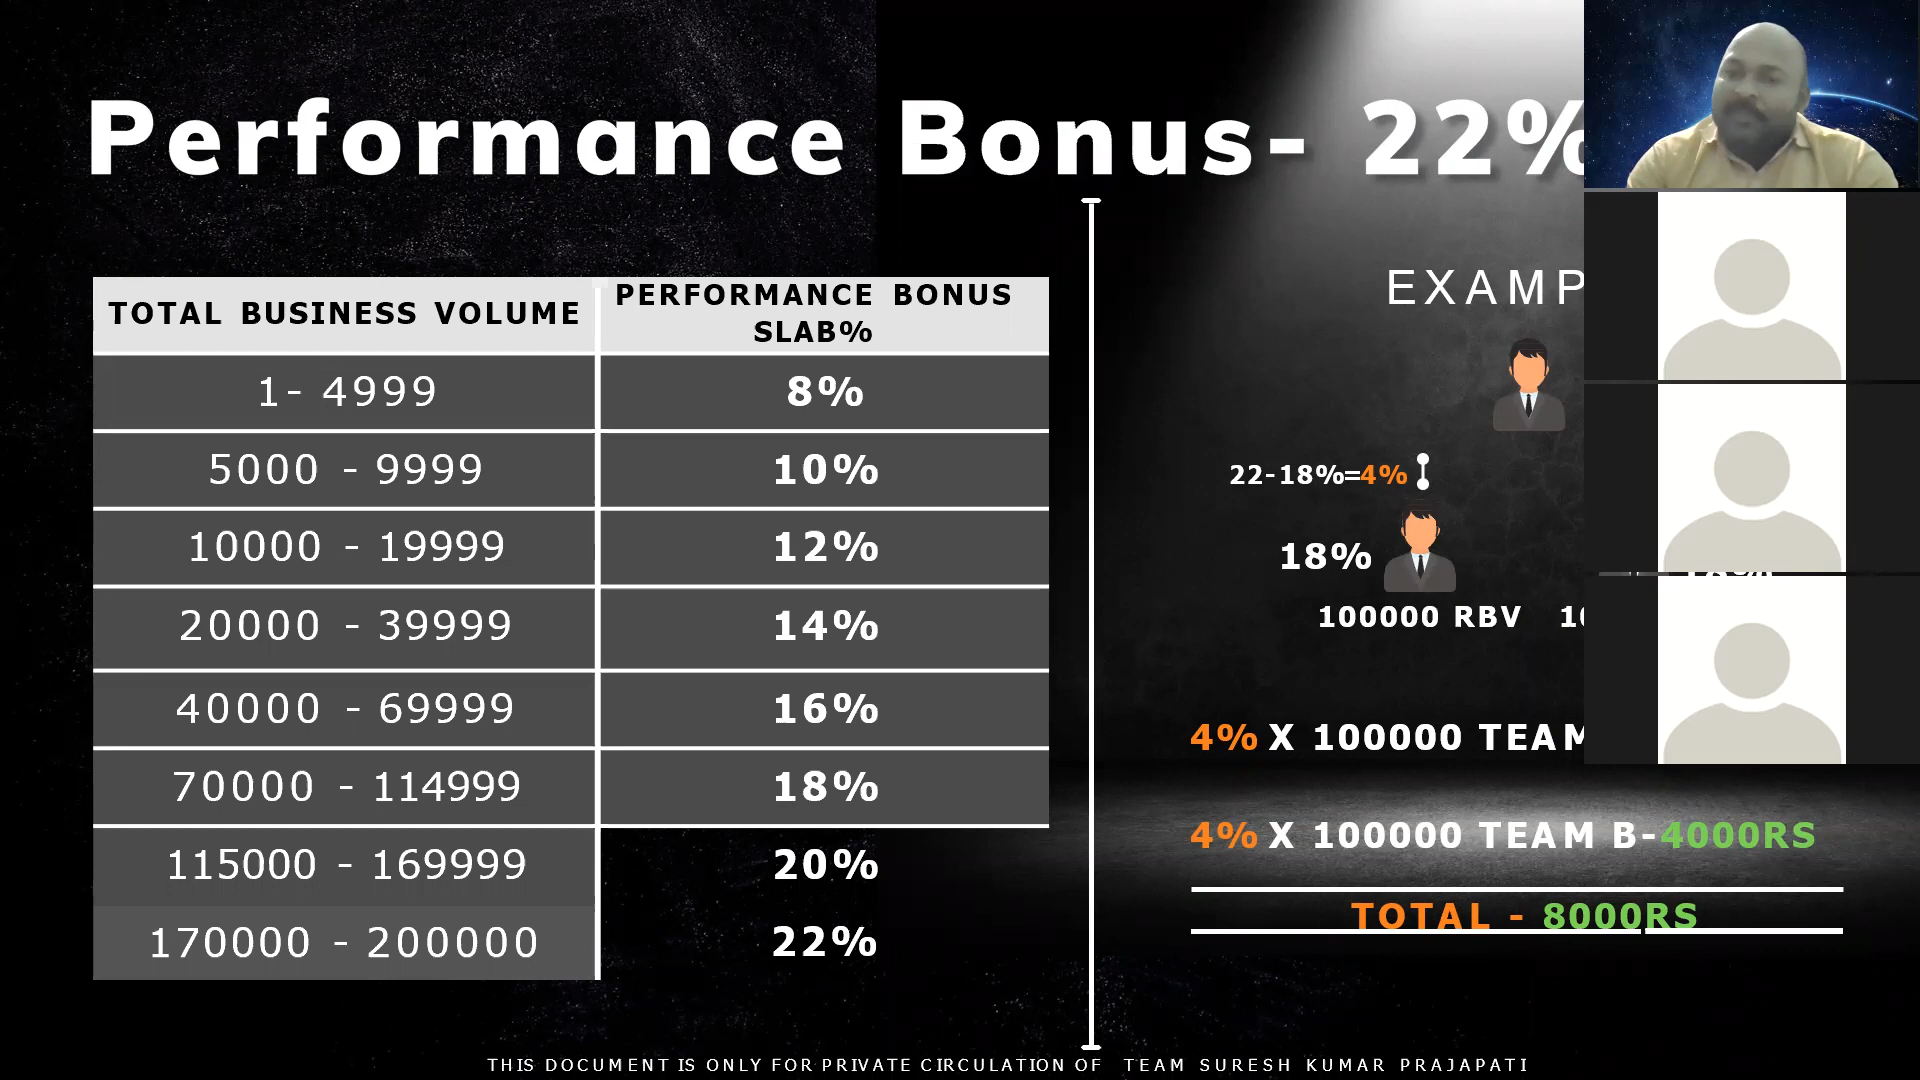 Performance Bonus- 22%
TOTAL BUSINESS VOLUME
PERFORMANCE BONUS
SLAB%
1- 4999
8%
5000 - 9999
10%
10000 - 19999
12%
20000 - 39999
14%
40000 - 69999
16%
70000 - 114999
18%
115000 - 169999
20%
170000 - 200000
22%
EXAMP
22-18%=4%
18%
100000 RBV
4% X 100000 TEAM
4% X 100000 TEAM B-4000RS
TOTAL - 8000RS
THIS DOCUMENT IS ONLY FOR PRIVATE CIRCULATION OF TEAM SURESH KUMAR PRAJAPATI